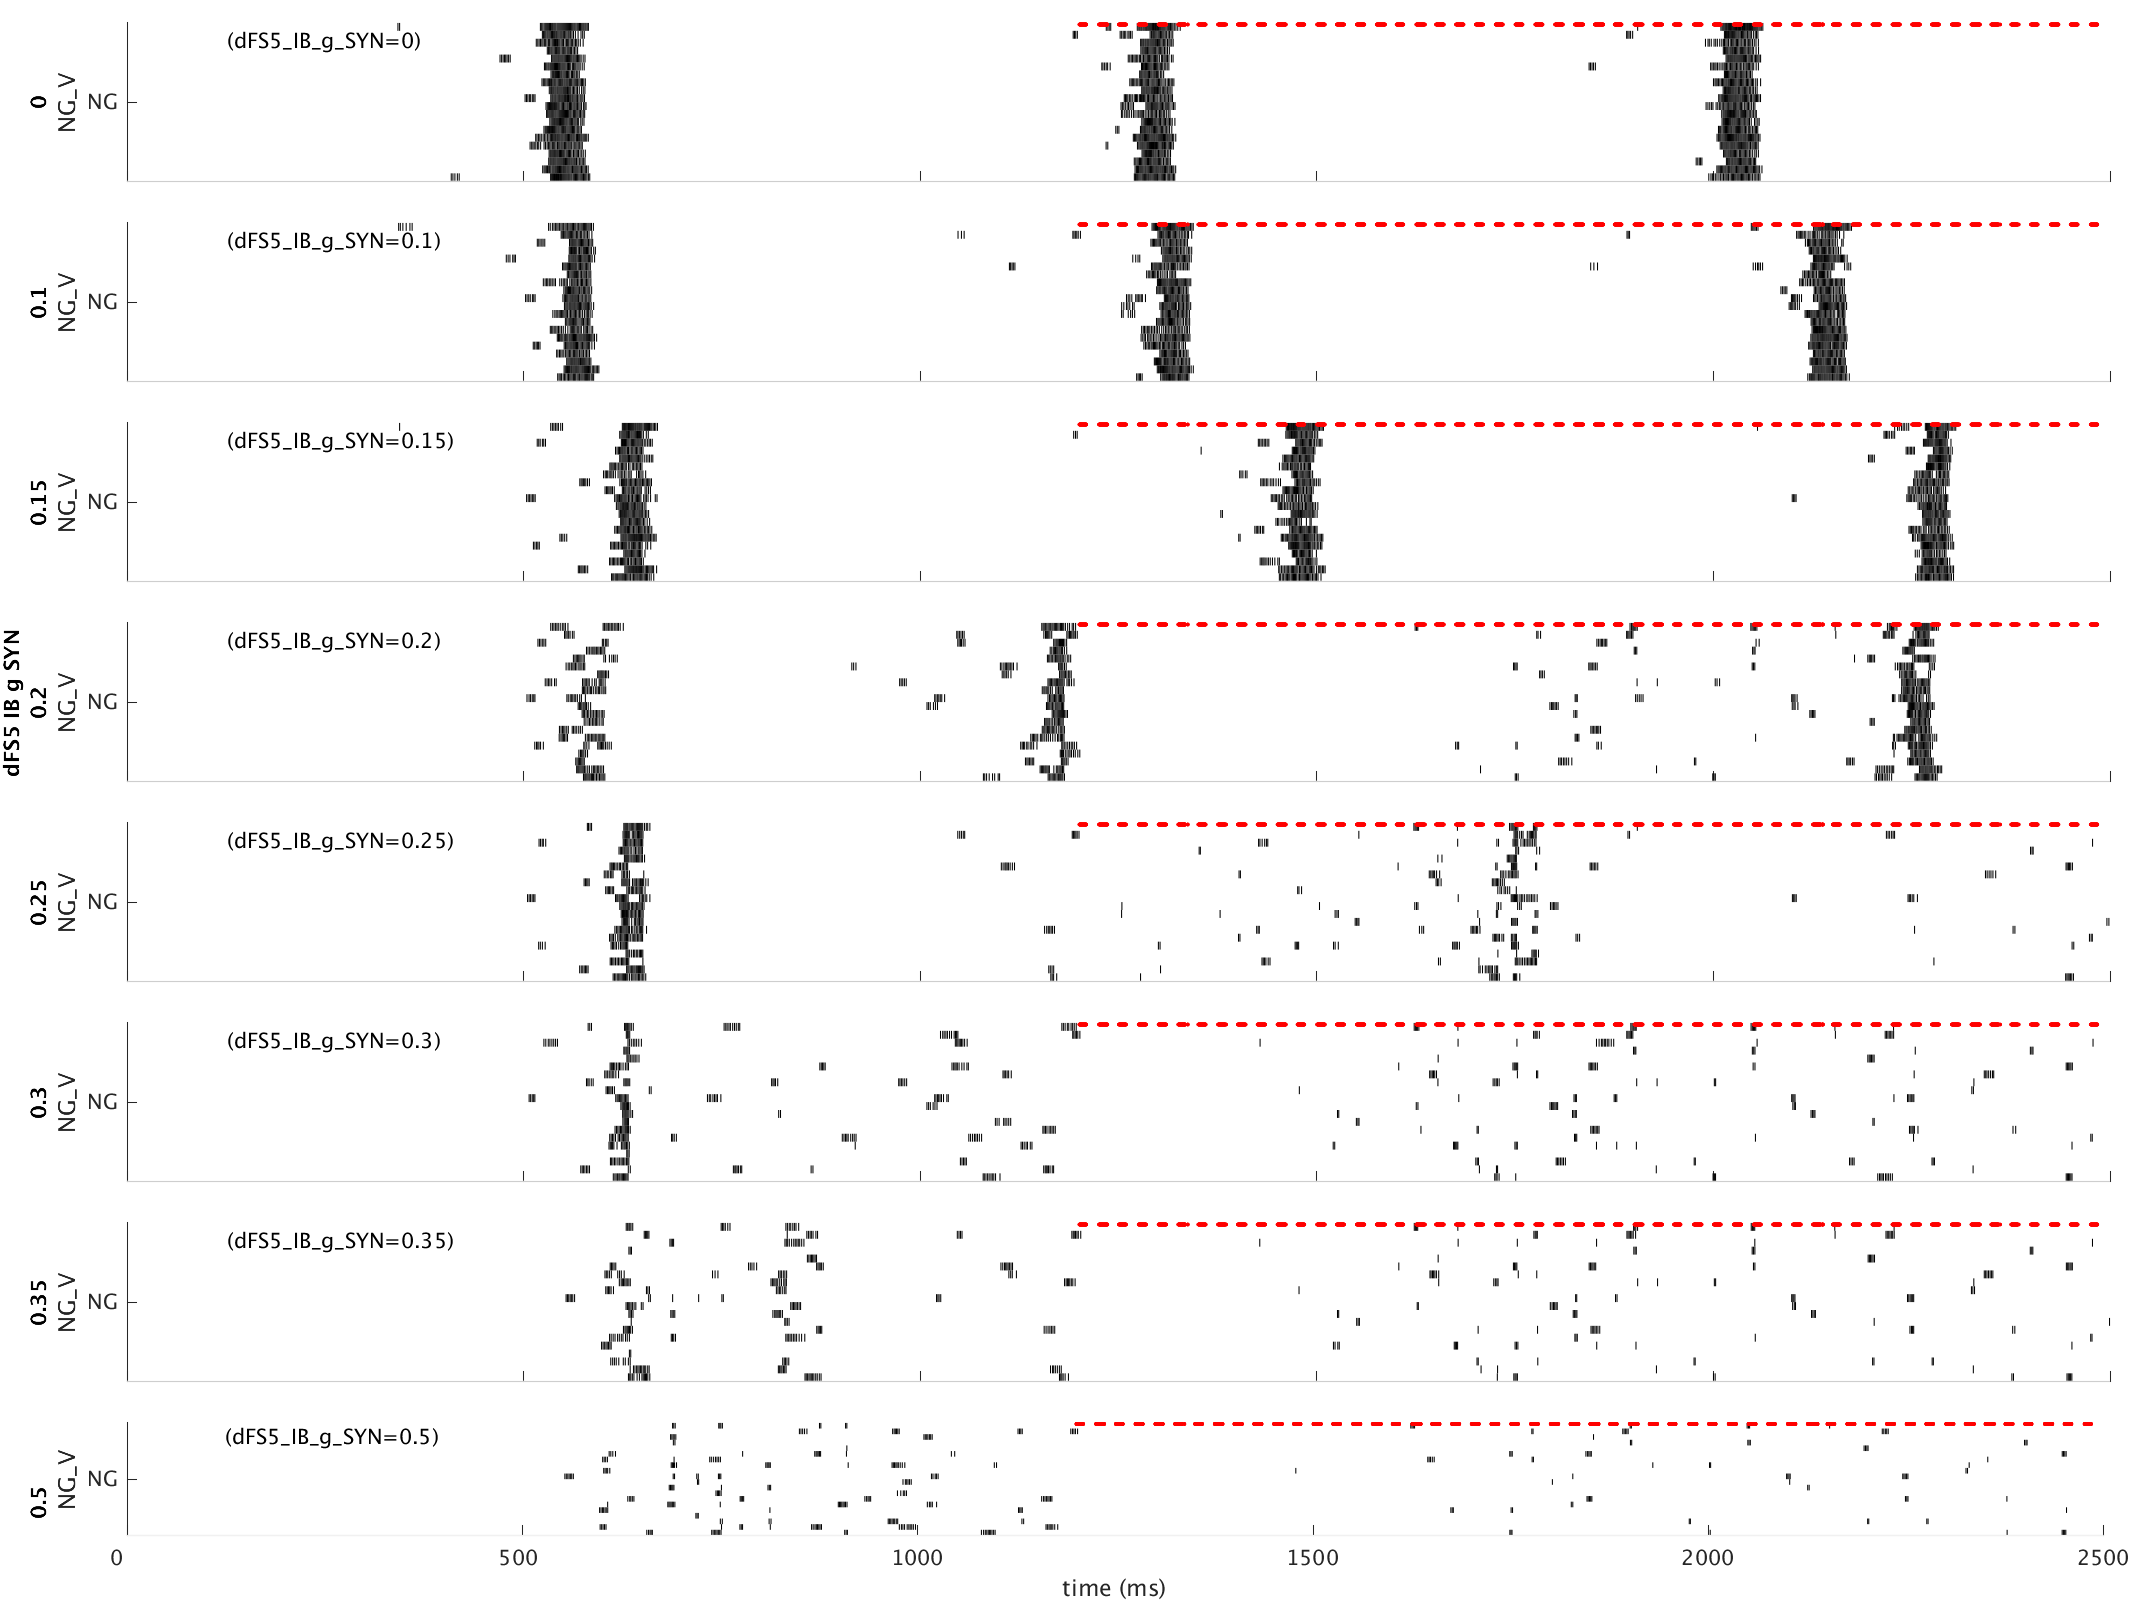 dFS5 IB g SYN
0
NG_V
NG
(dFS5_IB_g_SYN=0)
0.1
NG_V
NG
(dFS5_IB_g_SYN=0.1)
0.15
NG_V
NG
(dFS5_IB_g_SYN=0.15)
0.2
NG_V
NG
(dFS5_IB_g_SYN=0.2)
0.25
NG_V
NG
(dFS5_IB_g_SYN=0.25)
0.3
NG_V
NG
(dFS5_IB_g_SYN=0.3)
0.35
NG_V
NG
(dFS5_IB_g_SYN=0.35)
0.5
NG_V
NG
(dFS5_IB_g_SYN=0.5)
0 500 1000 1500 2000 2500
time (ms)